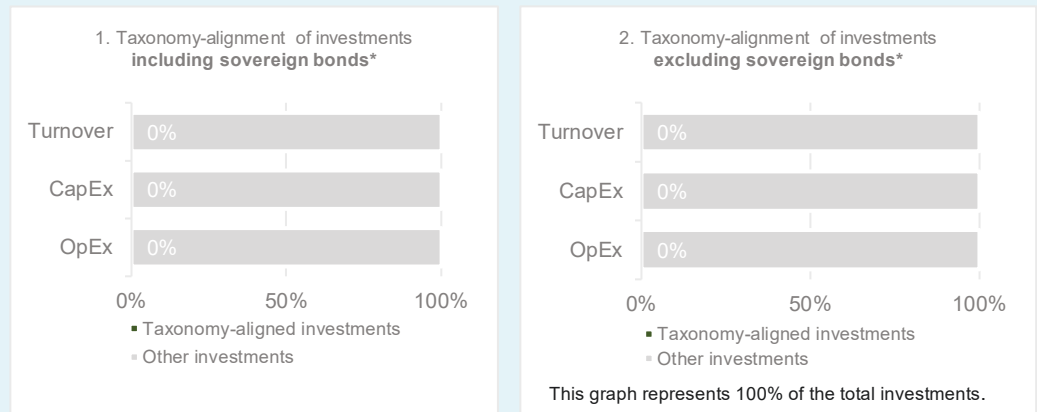 1. Taxonomy-alignment of investments
including sovereign bonds*
Turnover 0%
CapEx 0%
OpEx 0%
0% 50% 100%
Taxonomy-aligned investments
Other investments
2. Taxonomy-alignment of investments
excluding sovereign bonds*
Turnover 0%
CapEx 0%
OpEx 0%
0% 50% 100%
Taxonomy-aligned investments
Other investments
This graph represents 100% of the total investments.